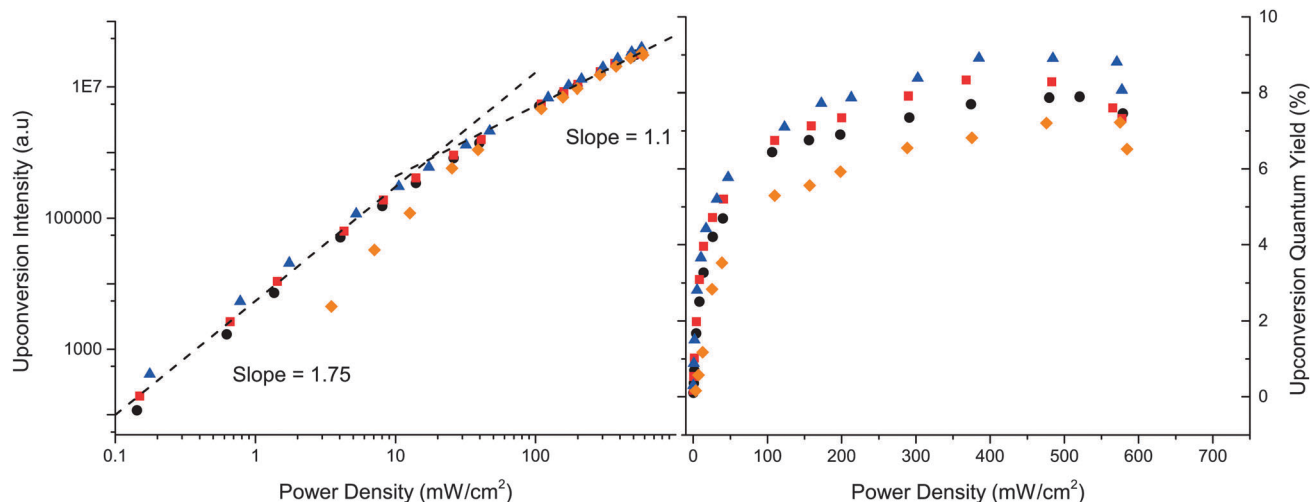 Upconversion Intensity (a.u)
1E7
100000
1000
Slope = 1.1
Slope = 1.75
0.1 1 10 100
Power Density (mW/cm²)
10
8
6
4
2
0
Upconversion Quantum Yield (%)
0 100 200 300 400 500 600 700
Power Density (mW/cm²)